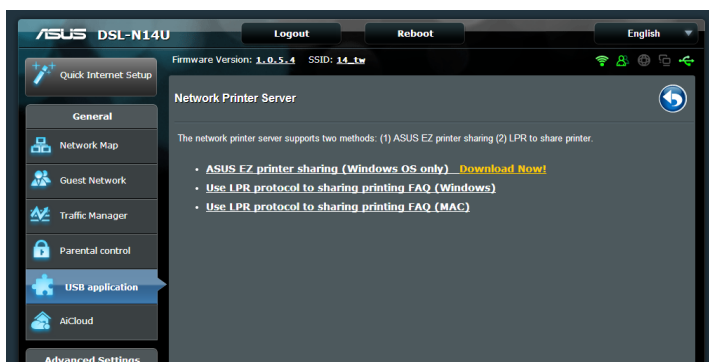 ASUS DSL-N14U Logout Reboot English
Firmware Version: 1.0.5.4 SSID: 14_tw
Quick Internet Setup
Network Printer Server
General
The network printer server supports two methods: (1) ASUS EZ printer sharing (2) LPR to share printer.
Network Map
ASUS EZ printer sharing (Windows OS only) Download Now!
Guest Network
Use LPR protocol to sharing printing FAQ (Windows)
Use LPR protocol to sharing printing FAQ (MAC)
Traffic Manager
Parental control
USB application
AiCloud
Advanced Settings